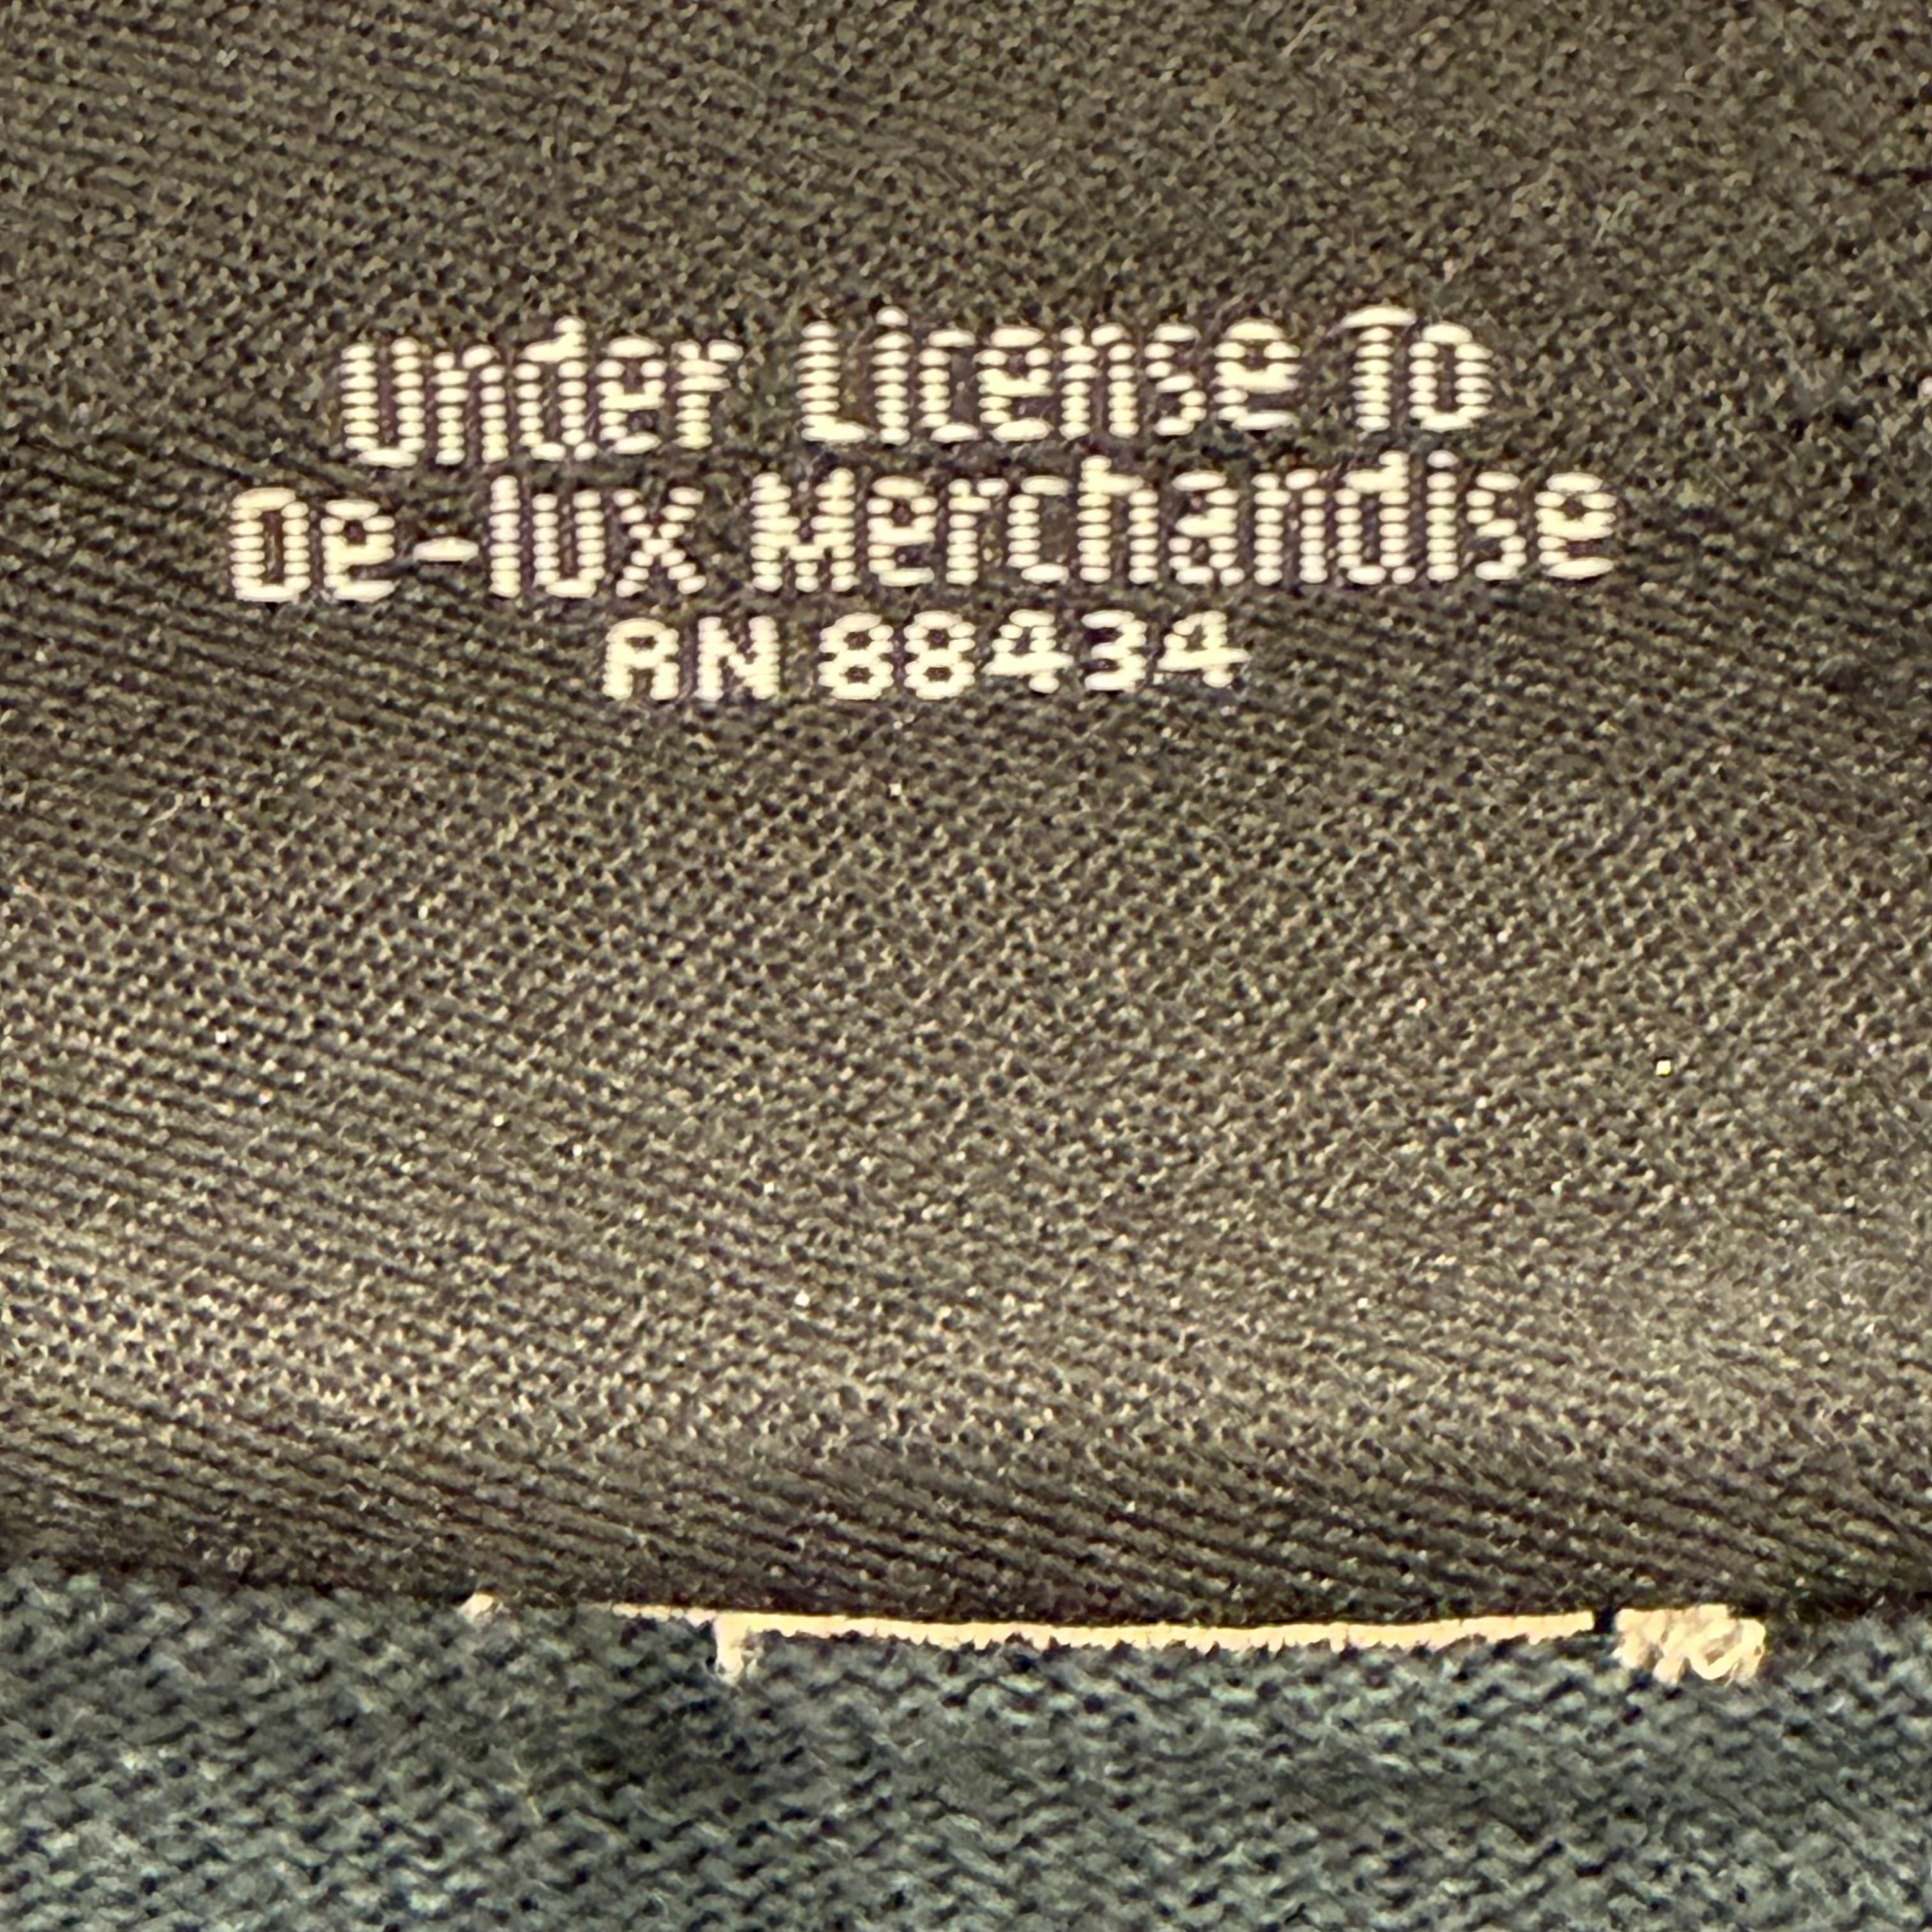 Under License To
De-lux Merchandise
RN 88434